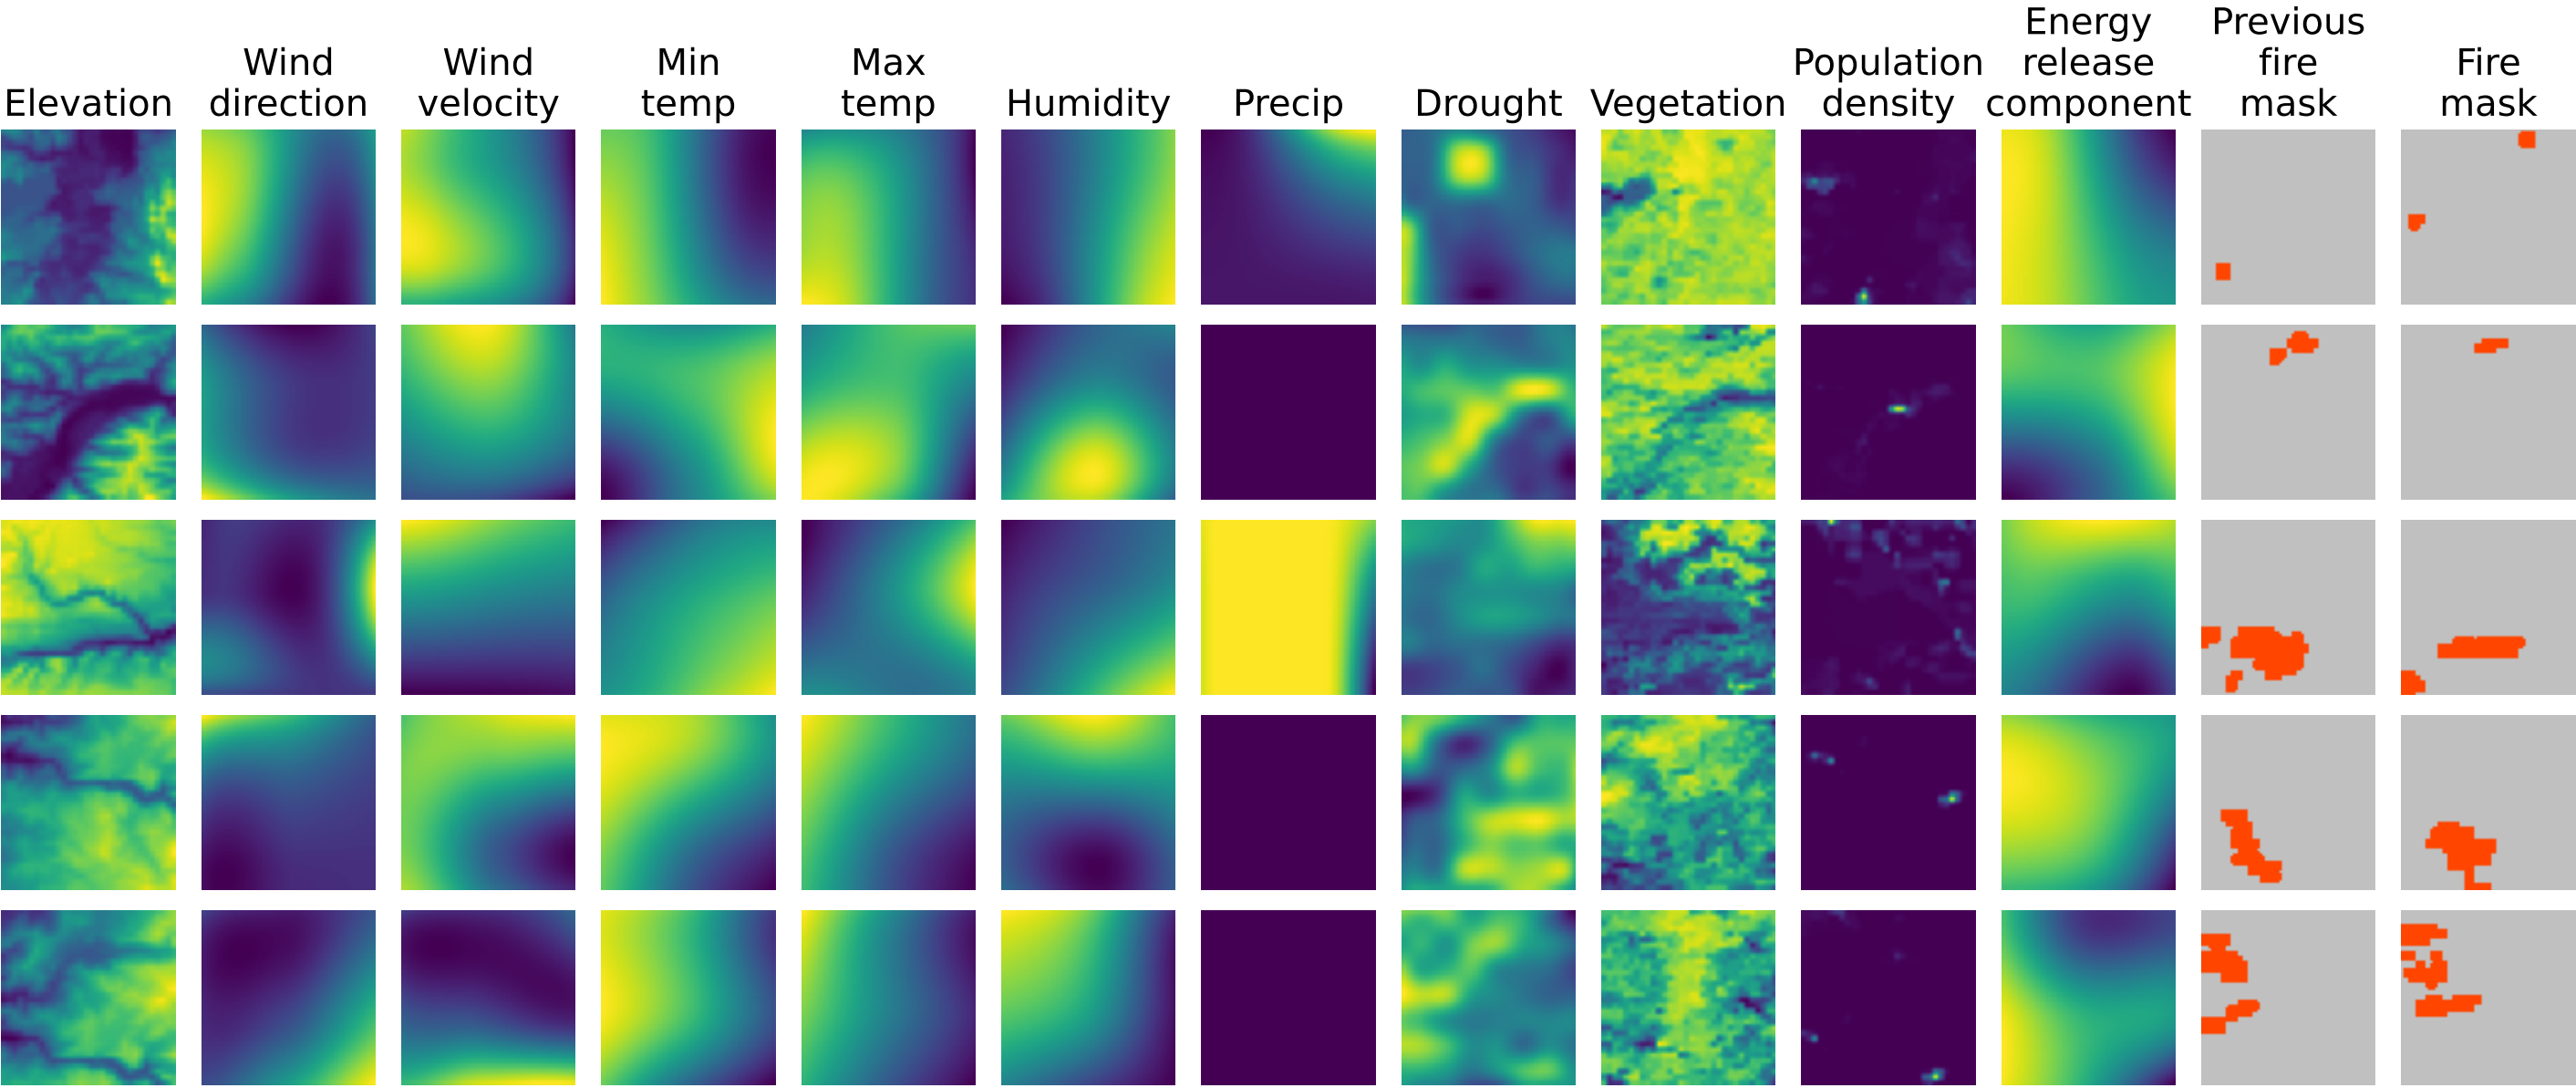 Elevation
Wind
direction
Wind
velocity
Min
temp
Max
temp
Humidity
Precip
Drought
Vegetation
Population
density
Energy
release
component
Previous
fire
mask
Fire
mask